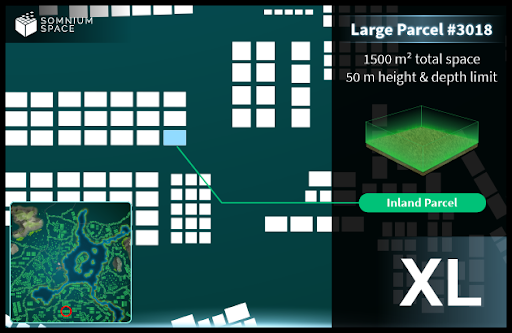 SOMNIUM
SPACE
Large Parcel #3018
1500 m² total space
50 m height & depth limit
Inland Parcel
XL